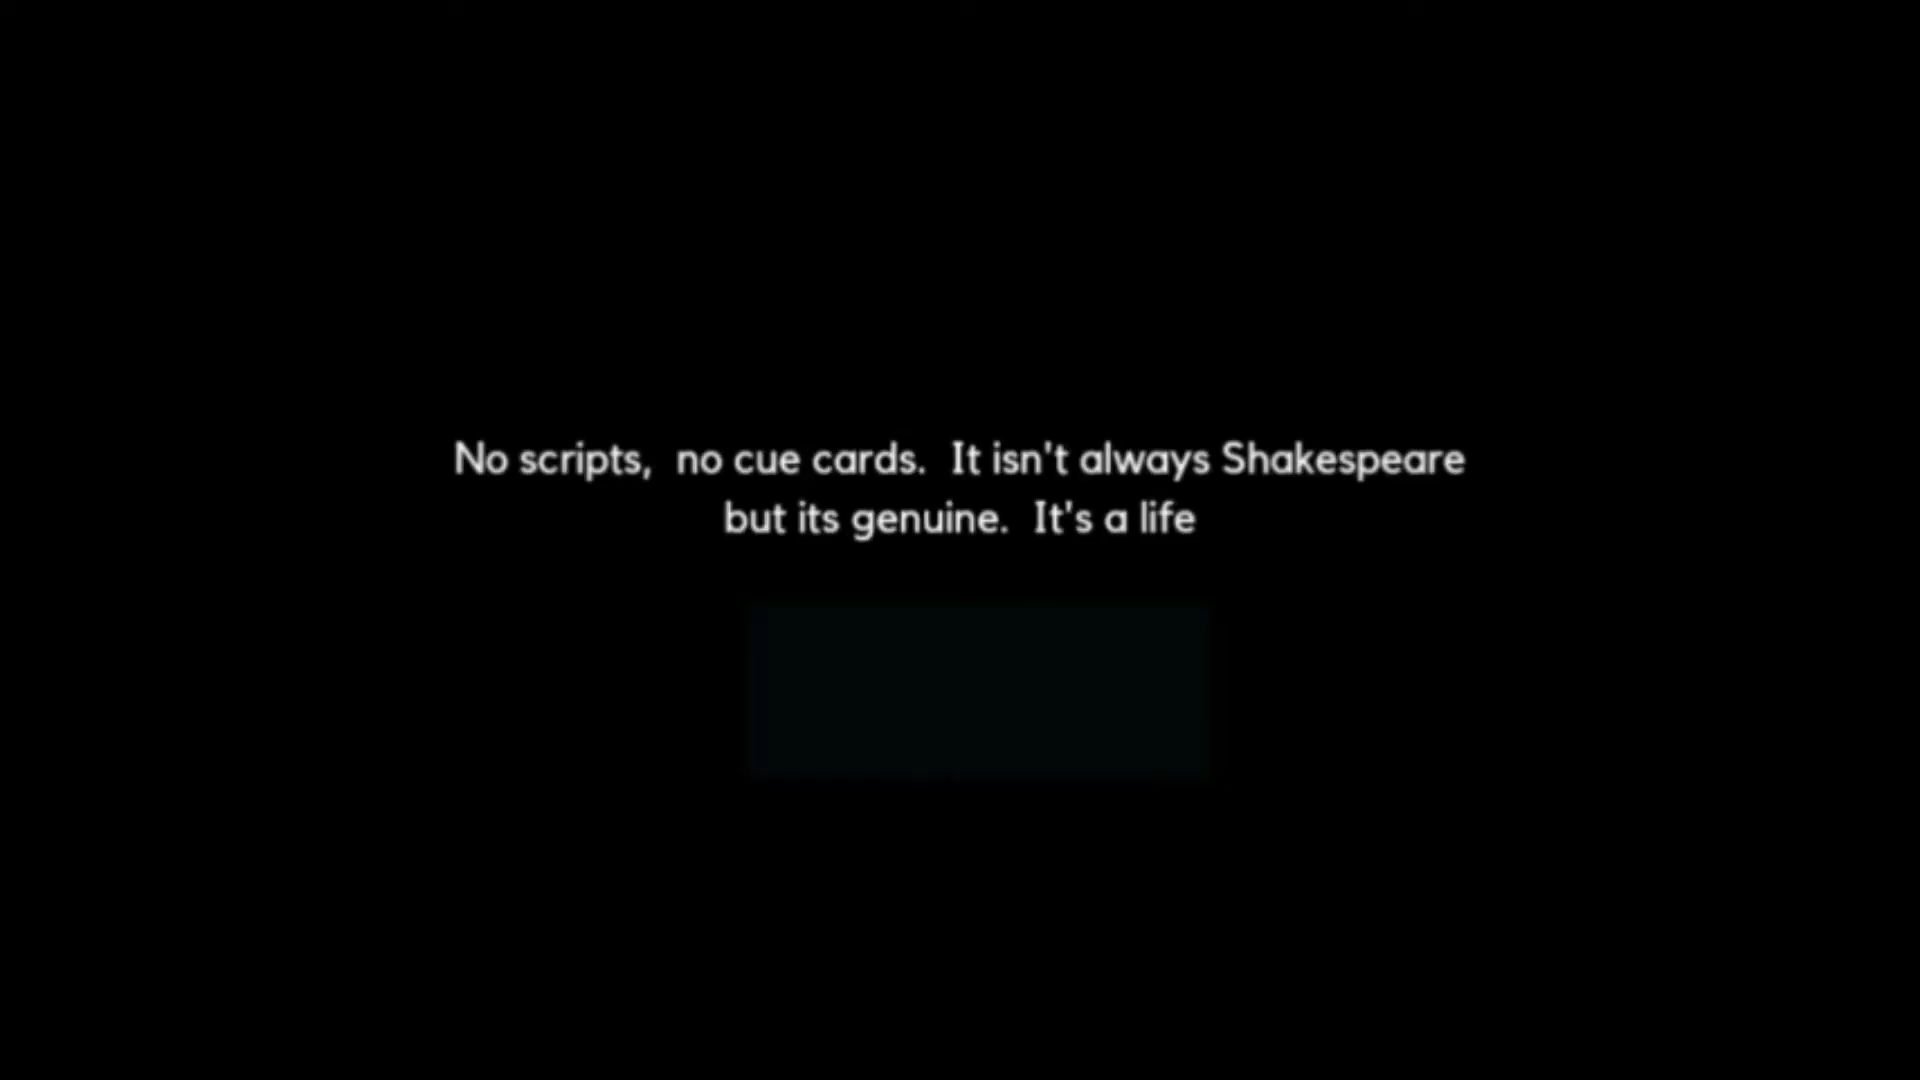 No scripts,  no cue cards.  It isn't always Shakespeare
but its genuine.  It's a life